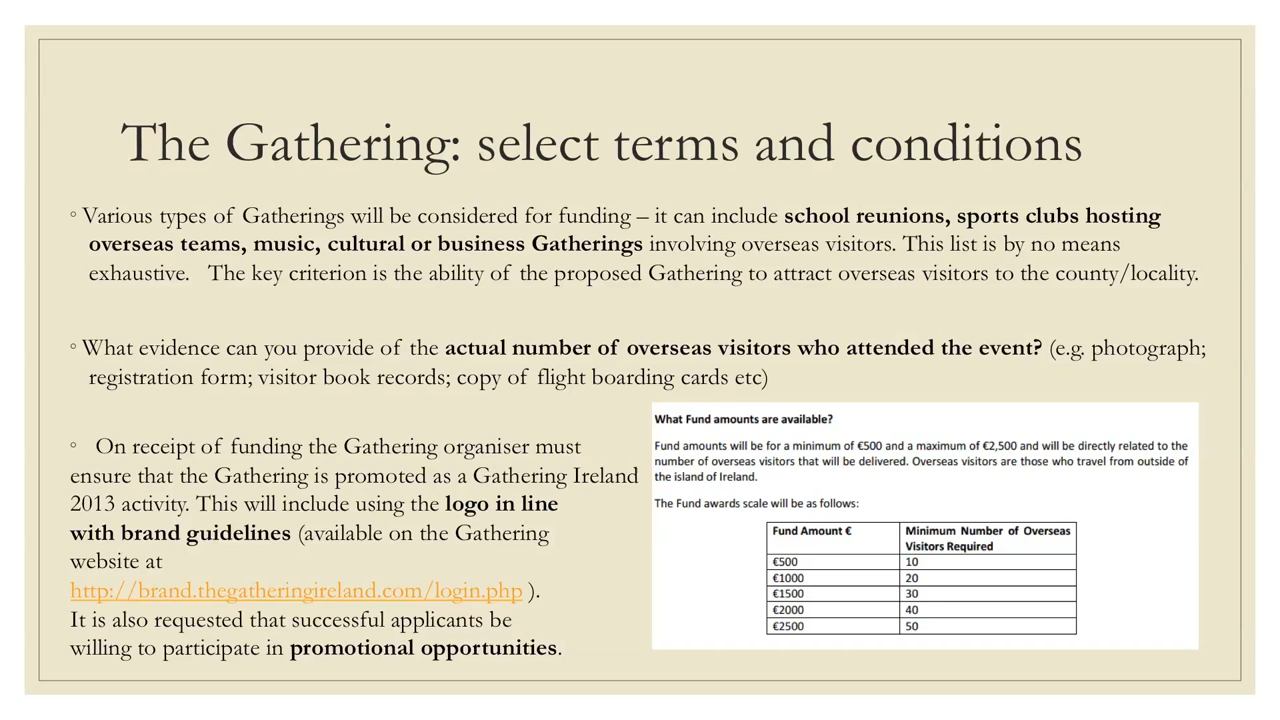 The Gathering: select terms and conditions
◦ Various types of Gatherings will be considered for funding – it can include school reunions, sports clubs hosting
overseas teams, music, cultural or business Gatherings involving overseas visitors. This list is by no means
exhaustive. The key criterion is the ability of the proposed Gathering to attract overseas visitors to the county/locality.
◦ What evidence can you provide of the actual number of overseas visitors who attended the event? (e.g. photograph;
registration form; visitor book records; copy of flight boarding cards etc)
◦ On receipt of funding the Gathering organiser must
ensure that the Gathering is promoted as a Gathering Ireland
2013 activity. This will include using the logo in line
with brand guidelines (available on the Gathering
website at
http://brand.thegatheringireland.com/login.php ).
It is also requested that successful applicants be
willing to participate in promotional opportunities.
What Fund amounts are available?
Fund amounts will be for a minimum of €500 and a maximum of €2,500 and will be directly related to the
number of overseas visitors that will be delivered. Overseas visitors are those who travel from outside of
the island of Ireland.
The Fund awards scale will be as follows:
Fund Amount € Minimum Number of Overseas
Visitors Required
€500 10
€1000 20
€1500 30
€2000 40
€2500 50